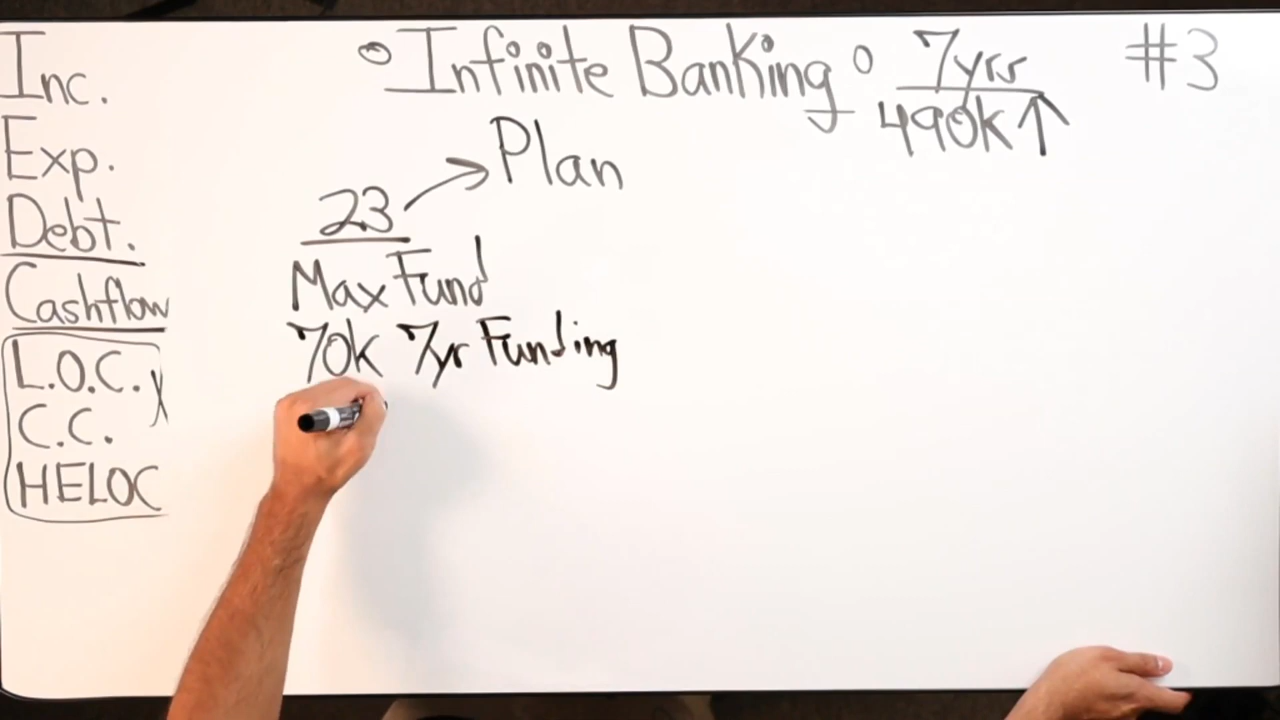 Inc.
Exp.
Debt.
Cashflow
L.O.C.
C.C.
HELOC
Infinite Banking
7yrs
490k↑
#3
23 → Plan
Max Fund
70k 7yr Funding